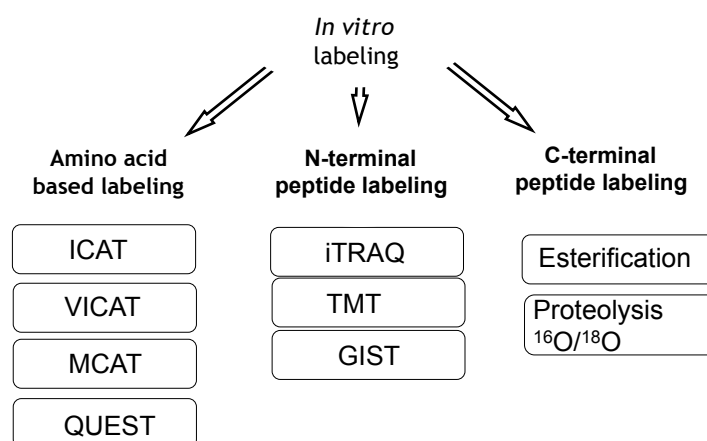 In vitro
labeling
Amino acid
based labeling
N-terminal
peptide labeling
C-terminal
peptide labeling
ICAT
VICAT
MCAT
QUEST
iTRAQ
TMT
GIST
Esterification
Proteolysis
¹⁶O/¹⁸O